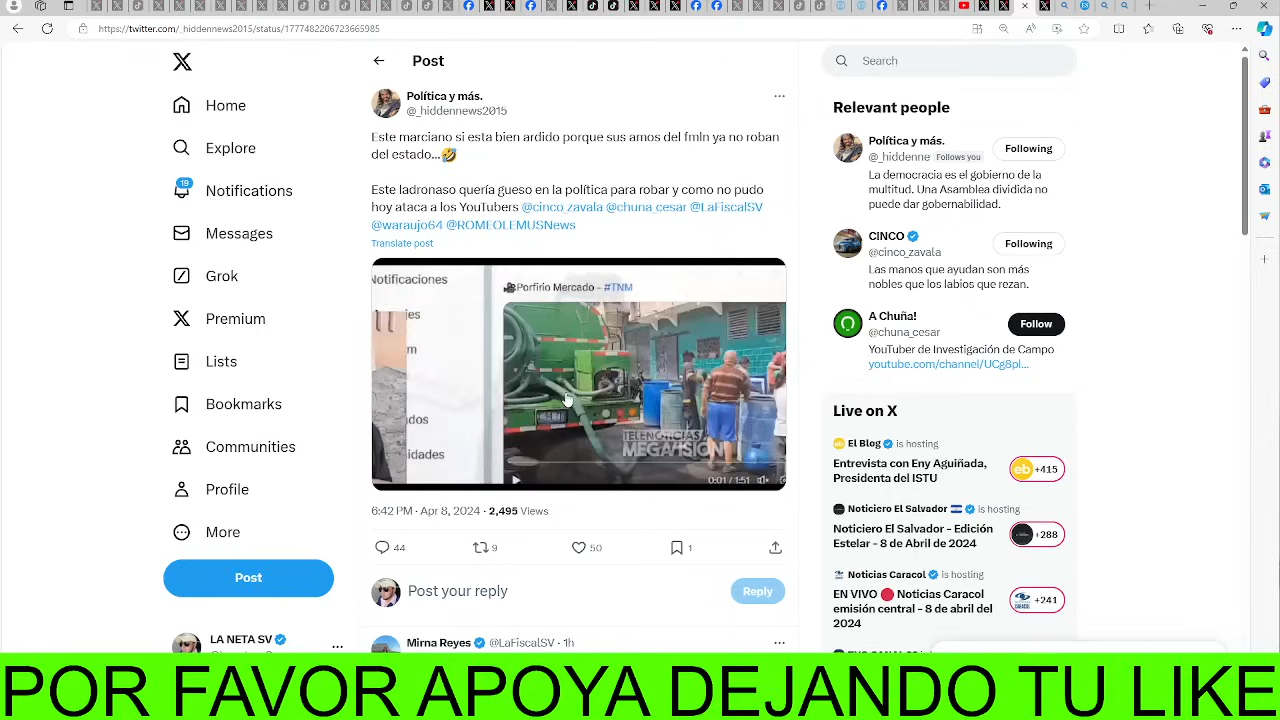 https://twitter.com/_hiddennews2015/status/1777482206723665985
Home
Explore
19
Notifications
Messages
Grok
Premium
Lists
Bookmarks
Communities
Profile
More
Post
LA NETA SV
Post
Política y más.
@_hiddennews2015
Este marciano si esta bien ardido porque sus amos del fmln ya no roban
del estado...🤣
Este ladronaso quería gueso en la política para robar y como no pudo
hoy ataca a los YouTubers @cinco_zavala @chuna_cesar @LaFiscalSV
@waraujo64 @ROMEOLEMUSNews
Translate post
Notificaciones
Porfirio Mercado - #TNM
TELENOTICIAS
MEGAVISION
0:01 / 1:51
6:42 PM · Apr 8, 2024 · 2,495 Views
44
9
50
1
Post your reply
Reply
Mirna Reyes @LaFiscalSV · 1h
Search
Relevant people
Política y más.
@_hiddenne Follows you
Following
La democracia es el gobierno de la
multitud. Una Asamblea dividida no
puede dar gobernabilidad.
CINCO
@cinco_zavala
Following
Las manos que ayudan son más
nobles que los labios que rezan.
A Chuña!
@chuna_cesar
Follow
YouTuber de Investigación de Campo
youtube.com/channel/UCg8pl...
Live on X
El Blog is hosting
Entrevista con Eny Aguiñada,
Presidenta del ISTU
eb +415
Noticiero El Salvador is hosting
Noticiero El Salvador - Edición
Estelar - 8 de Abril de 2024
+288
Noticias Caracol is hosting
EN VIVO 🔴 Noticias Caracol
emisión central - 8 de abril del
2024
+241
POR FAVOR APOYA DEJANDO TU LIKE